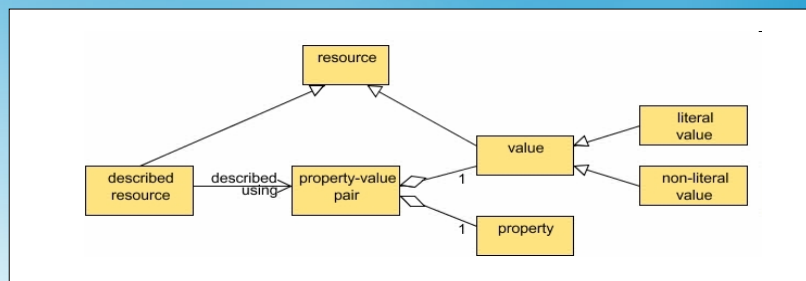 resource
literal
value
value
described
resource
described
using
property-value
pair
1
non-literal
value
1
property